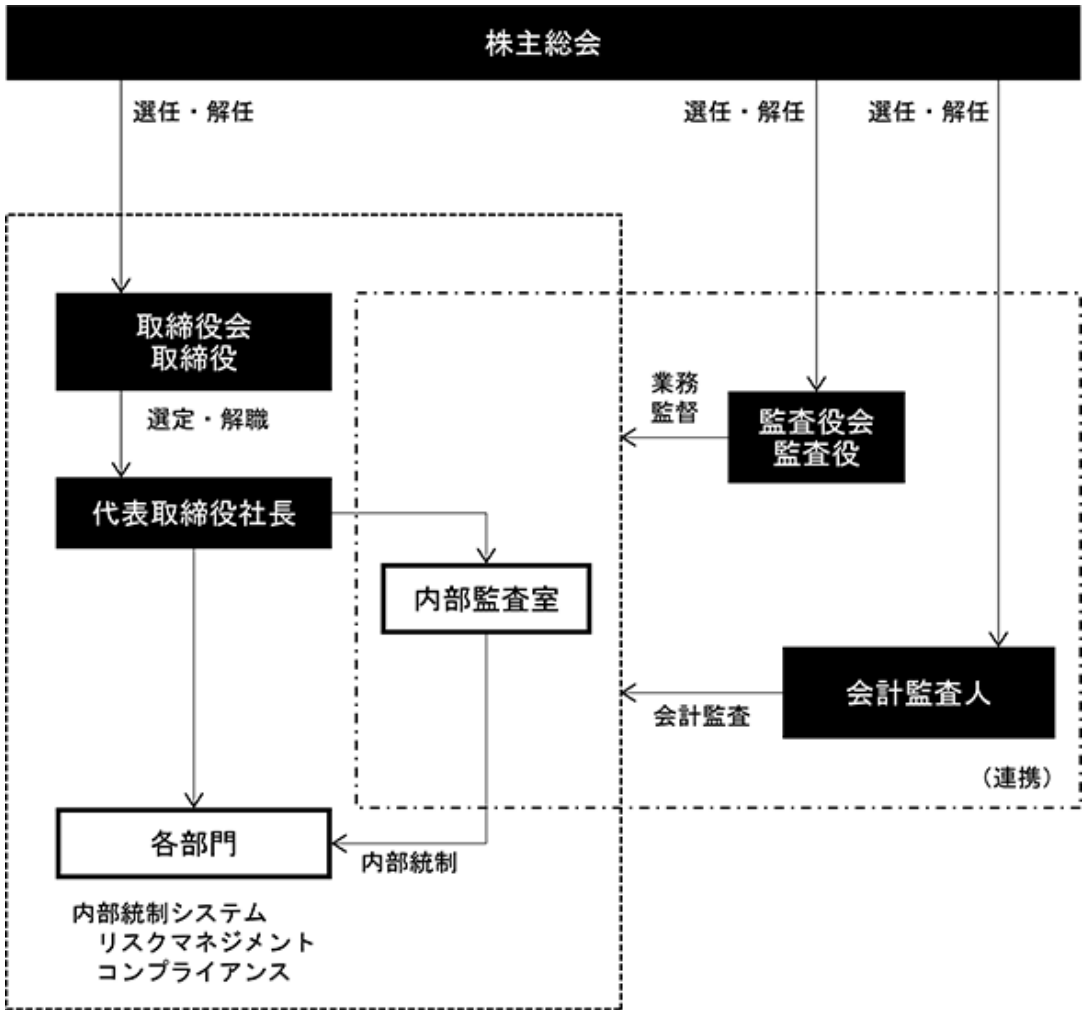 株主総会
選任・解任
選任・解任
選任・解任
取締役会
取締役
選定・解職
業務
監督
監査役会
監査役
代表取締役社長
内部監査室
会計監査人
会計監査
（連携）
各部門
内部統制
内部統制システム
リスクマネジメント
コンプライアンス